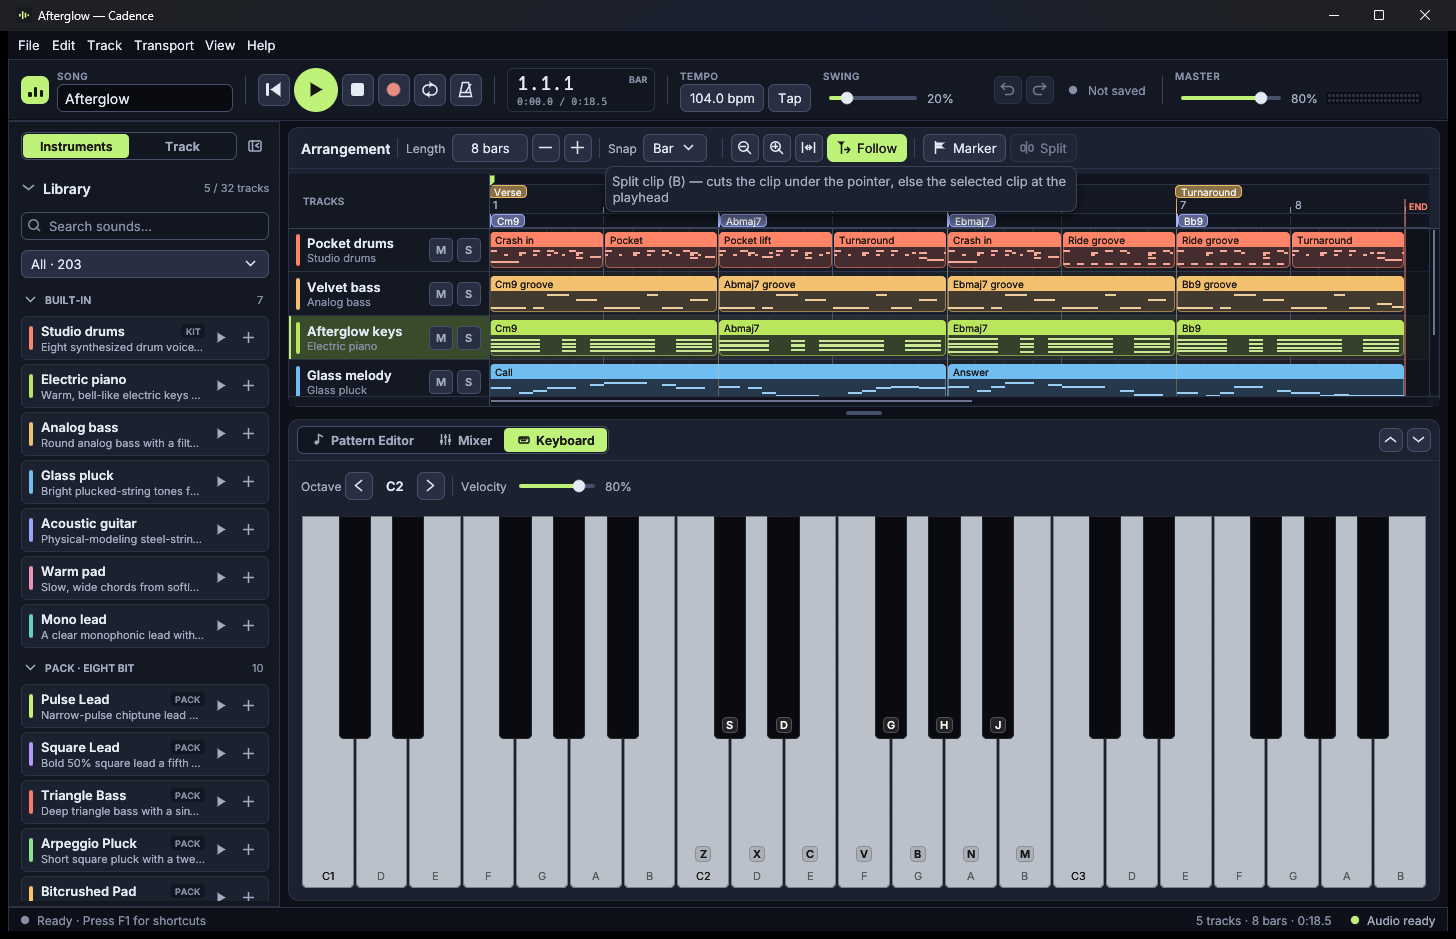 Afterglow — Cadence
File Edit Track Transport View Help
SONG
Afterglow
1.1.1 BAR
0:00.0 / 0:18.5
TEMPO
104.0 bpm Tap
SWING
20%
Not saved
MASTER
80%
Instruments Track
Library 5 / 32 tracks
Search sounds...
All · 203
BUILT-IN 7
Studio drums KIT
Eight synthesized drum voice...
Electric piano
Warm, bell-like electric keys ...
Analog bass
Round analog bass with a filt...
Glass pluck
Bright plucked-string tones f...
Acoustic guitar
Physical-modeling steel-strin...
Warm pad
Slow, wide chords from softl...
Mono lead
A clear monophonic lead with...
PACK · EIGHT BIT 10
Pulse Lead PACK
Narrow-pulse chiptune lead ...
Square Lead PACK
Bold 50% square lead a fifth ...
Triangle Bass PACK
Deep triangle bass with a sin...
Arpeggio Pluck PACK
Short square pluck with a twe...
Bitcrushed Pad PACK
Arrangement Length 8 bars Snap Bar Follow Marker Split
Split clip (B) — cuts the clip under the pointer, else the selected clip at the
playhead
TRACKS
Verse Turnaround
1 7 8 END
Cm9 Abmaj7 Ebmaj7 Bb9
Pocket drums M S
Studio drums
Crash in Pocket Pocket lift Turnaround Crash in Ride groove Ride groove Turnaround
Velvet bass M S
Analog bass
Cm9 groove Abmaj7 groove Ebmaj7 groove Bb9 groove
Afterglow keys M S
Electric piano
Cm9 Abmaj7 Ebmaj7 Bb9
Glass melody M S
Glass pluck
Call Answer
Pattern Editor Mixer Keyboard
Octave C2 Velocity 80%
S D G H J
Z X C V B N M
C1 D E F G A B C2 D E F G A B C3 D E F G A B
Ready · Press F1 for shortcuts
5 tracks · 8 bars · 0:18.5 Audio ready